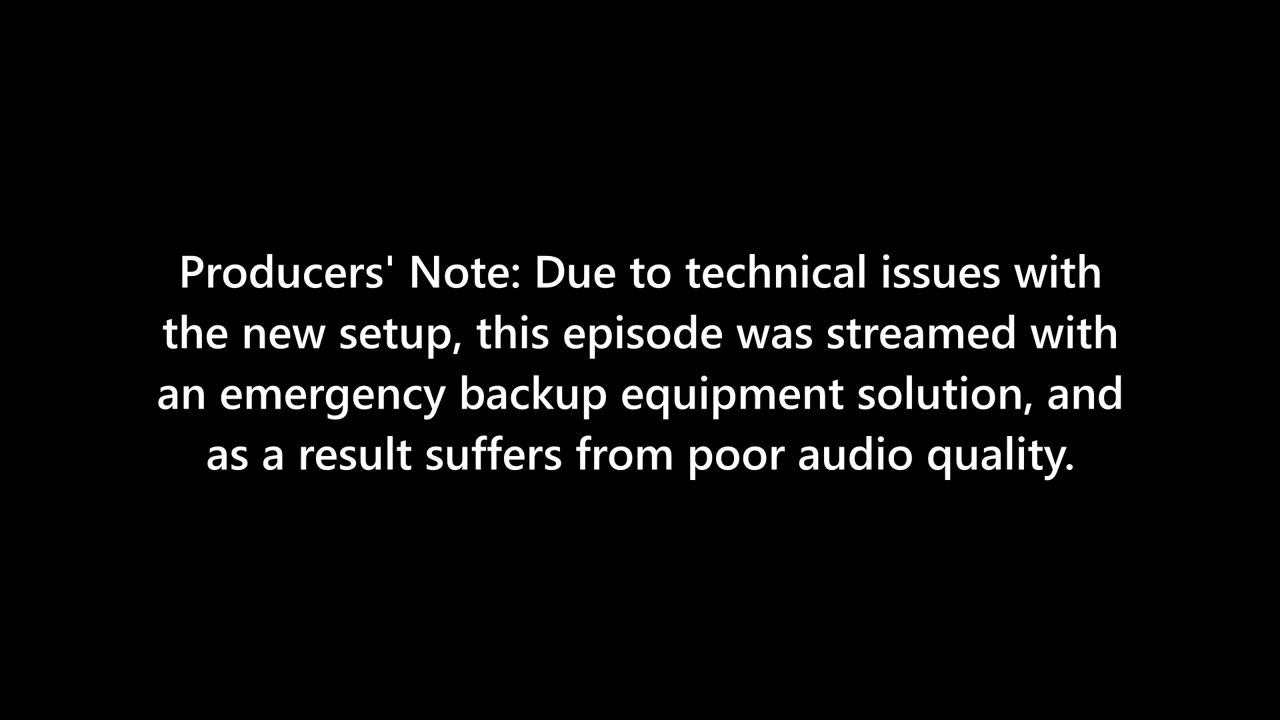 Producers' Note: Due to technical issues with
the new setup, this episode was streamed with
an emergency backup equipment solution, and
as a result suffers from poor audio quality.